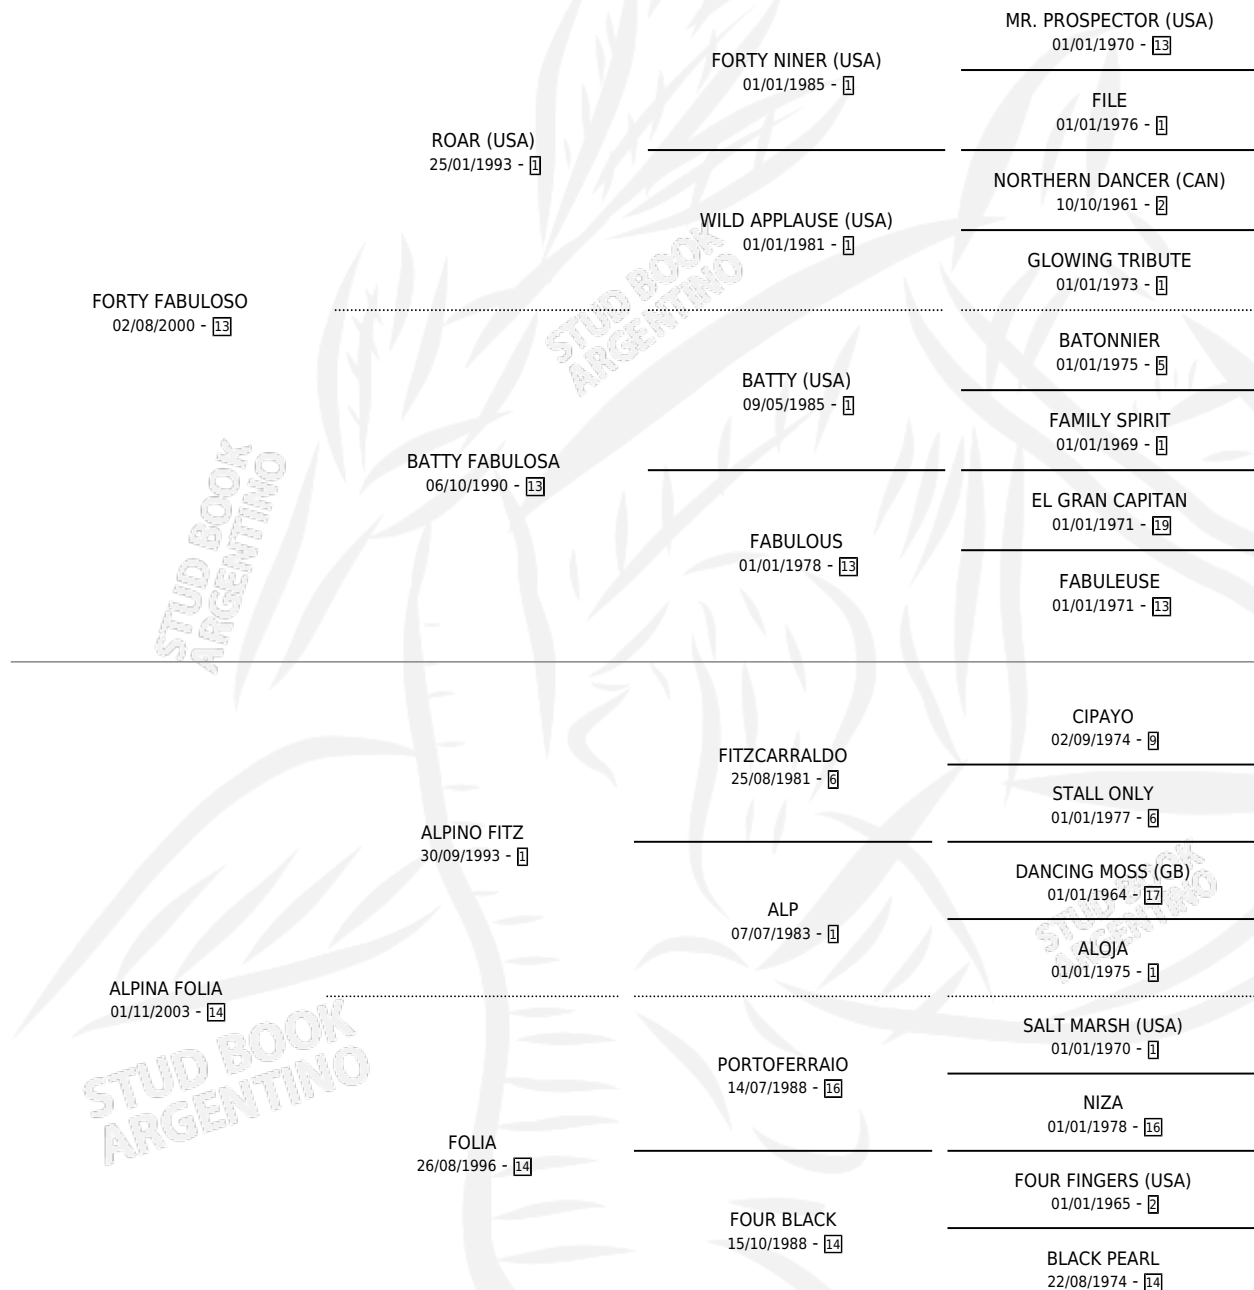 MR. PROSPECTOR (USA)
01/01/1970 - 13
FORTY NINER (USA)
01/01/1985 - 1
FILE
01/01/1976 - 1
ROAR (USA)
25/01/1993 - 1
NORTHERN DANCER (CAN)
10/10/1961 - 2
WILD APPLAUSE (USA)
01/01/1981 - 1
GLOWING TRIBUTE
01/01/1973 - 1
FORTY FABULOSO
02/08/2000 - 13
BATONNIER
01/01/1975 - 5
BATTY (USA)
09/05/1985 - 1
FAMILY SPIRIT
01/01/1969 - 1
BATTY FABULOSA
06/10/1990 - 13
EL GRAN CAPITAN
01/01/1971 - 19
FABULOUS
01/01/1978 - 13
FABULEUSE
01/01/1971 - 13
CIPAYO
02/09/1974 - 9
FITZCARRALDO
25/08/1981 - 6
STALL ONLY
01/01/1977 - 6
ALPINO FITZ
30/09/1993 - 1
DANCING MOSS (GB)
01/01/1964 - 17
ALP
07/07/1983 - 1
ALOJA
01/01/1975 - 1
ALPINA FOLIA
01/11/2003 - 14
SALT MARSH (USA)
01/01/1970 - 1
PORTOFERRAIO
14/07/1988 - 16
NIZA
01/01/1978 - 16
FOLIA
26/08/1996 - 14
FOUR FINGERS (USA)
01/01/1965 - 2
FOUR BLACK
15/10/1988 - 14
BLACK PEARL
22/08/1974 - 14
STUD BOOK
ARGENTINO
STUD BOOK
ARGENTINO
STUD BOOK
ARGENTINO
STUD BOOK
ARGENTINO